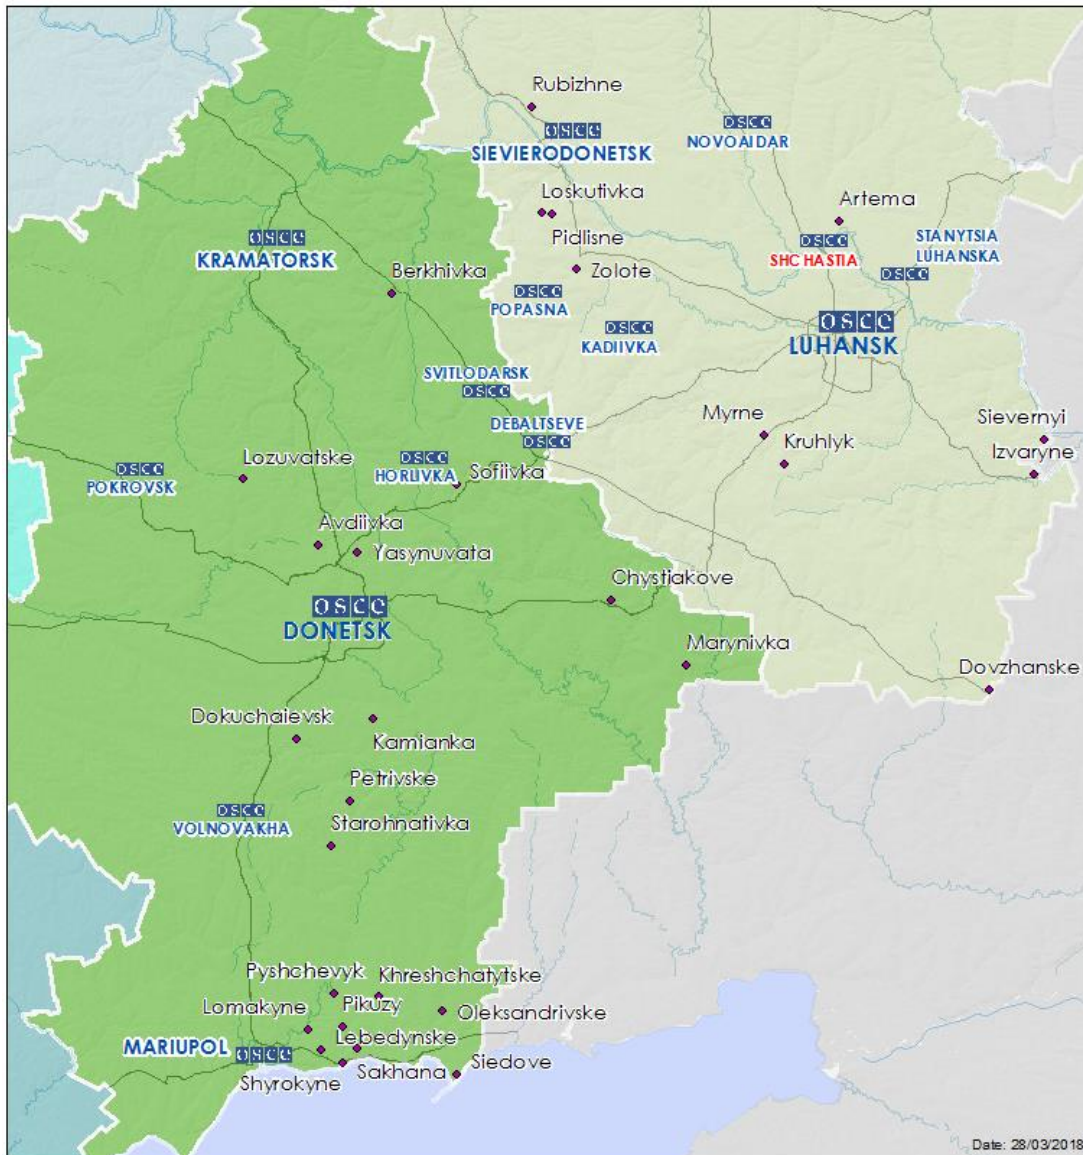 Rubizhne
OSCE
SIEVIERODONETSK
OSCE
NOVOAIDAR
Loskutivka
Artema
Pidlisne
OSCE
SHCHASTIA
STANYTSIA
LUHANSKA
OSCE
OSCE
KRAMATORSK
Berkhivka
Zolote
OSCE
POPASNA
OSCE
KADIIVKA
OSCE
LUHANSK
SVITLODARSK
OSCE
DEBALTSEVE
OSCE
Myrne
Kruhlyk
Sievernyi
Izvaryne
OSCE
POKROVSK
Lozuvatske
OSCE
HORLIVKA
Sofiivka
Avdiivka
Yasynuvata
Chystiakove
OSCE
DONETSK
Marynivka
Dovzhanske
Dokuchaievsk
Kamianka
Petrivske
OSCE
VOLNOVAKHA
Starohnativka
Pyshchevyk
Khreshchatytske
Lomakyne
Pikuzy
Oleksandrivske
Lebedynske
MARIUPOL
OSCE
Shyrokyne
Sakhana
Siedove
Date: 28/03/2018